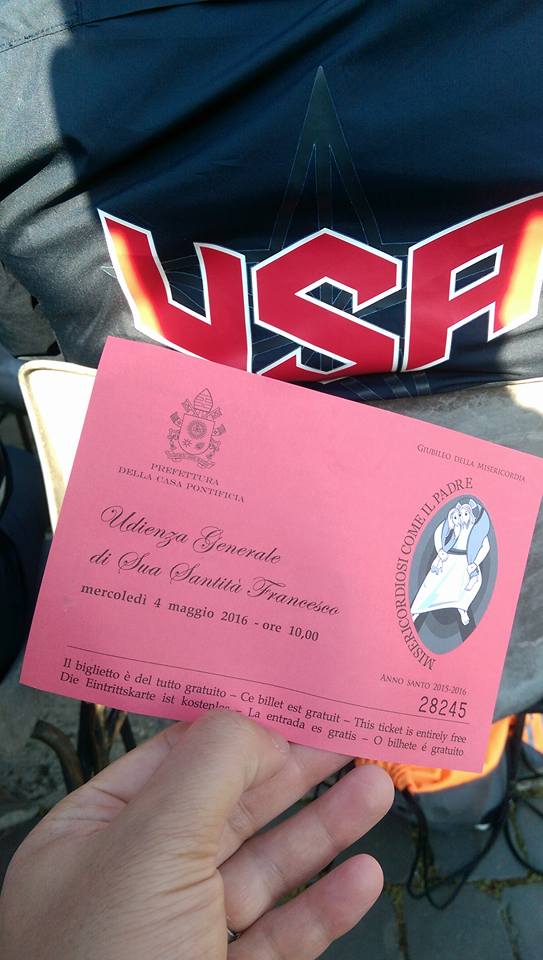 USA
PREFETTURA
DELLA CASA PONTIFICIA
GIUBILEO DELLA MISERICORDIA
MISERICORDIOSI COME IL PADRE
Udienza Generale
di Sua Santità Francesco
mercoledì 4 maggio 2016 - ore 10,00
ANNO SANTO 2015-2016
28245
Il biglietto è del tutto gratuito – Ce billet est gratuit – This ticket is entirely free
Die Eintrittskarte ist kostenlos – La entrada es gratis – O bilhete é gratuito